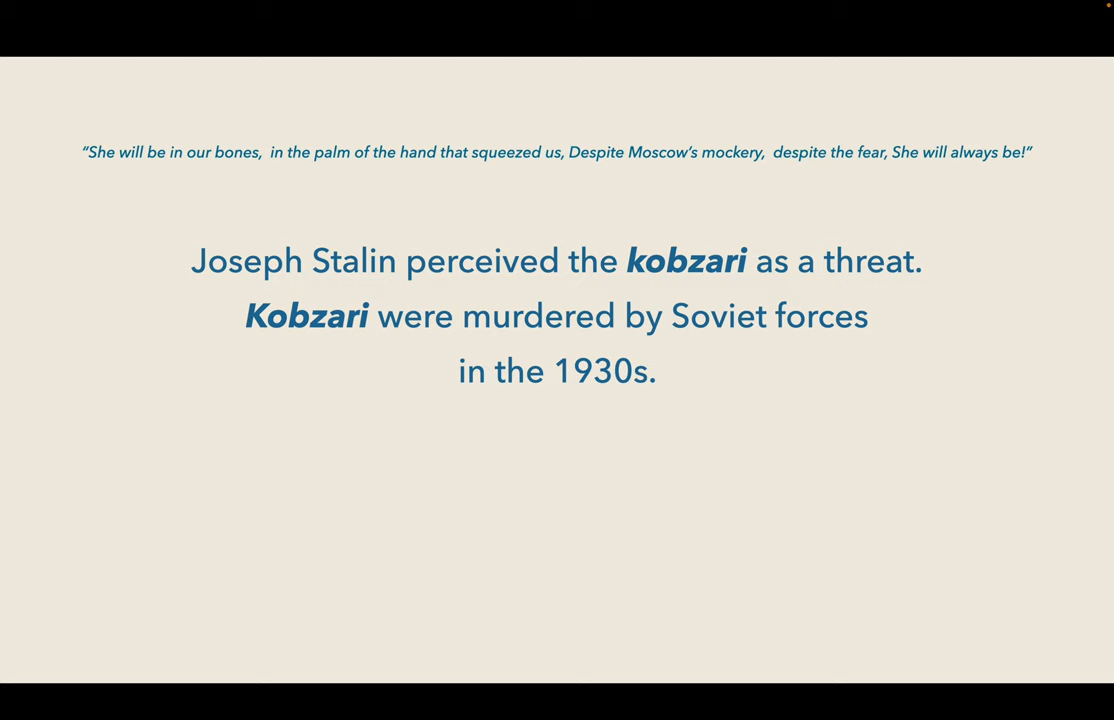 “She will be in our bones,  in the palm of the hand that squeezed us, Despite Moscow’s mockery,  despite the fear, She will always be!”
Joseph Stalin perceived the kobzari as a threat.
Kobzari were murdered by Soviet forces
in the 1930s.